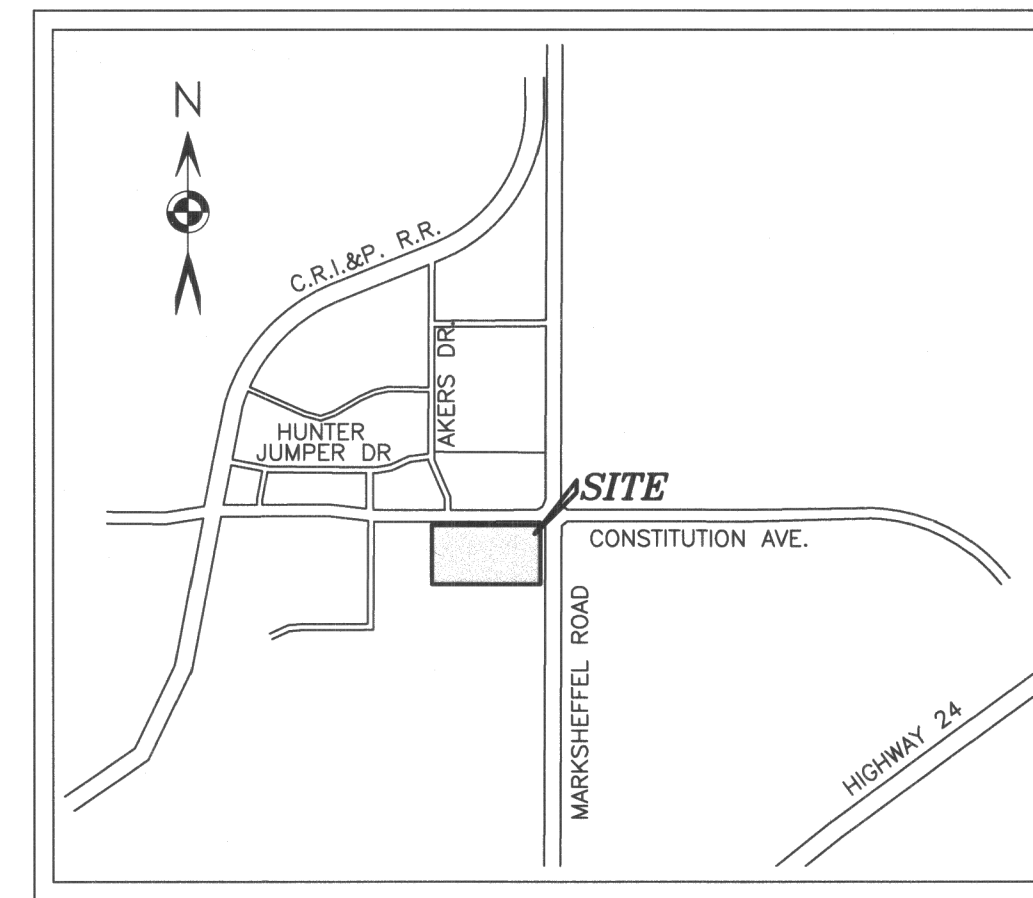 N
C.R.I.&P. R.R.
AKERS DR.
HUNTER
JUMPER DR
SITE
CONSTITUTION AVE.
MARKSHEFFEL ROAD
HIGHWAY 24